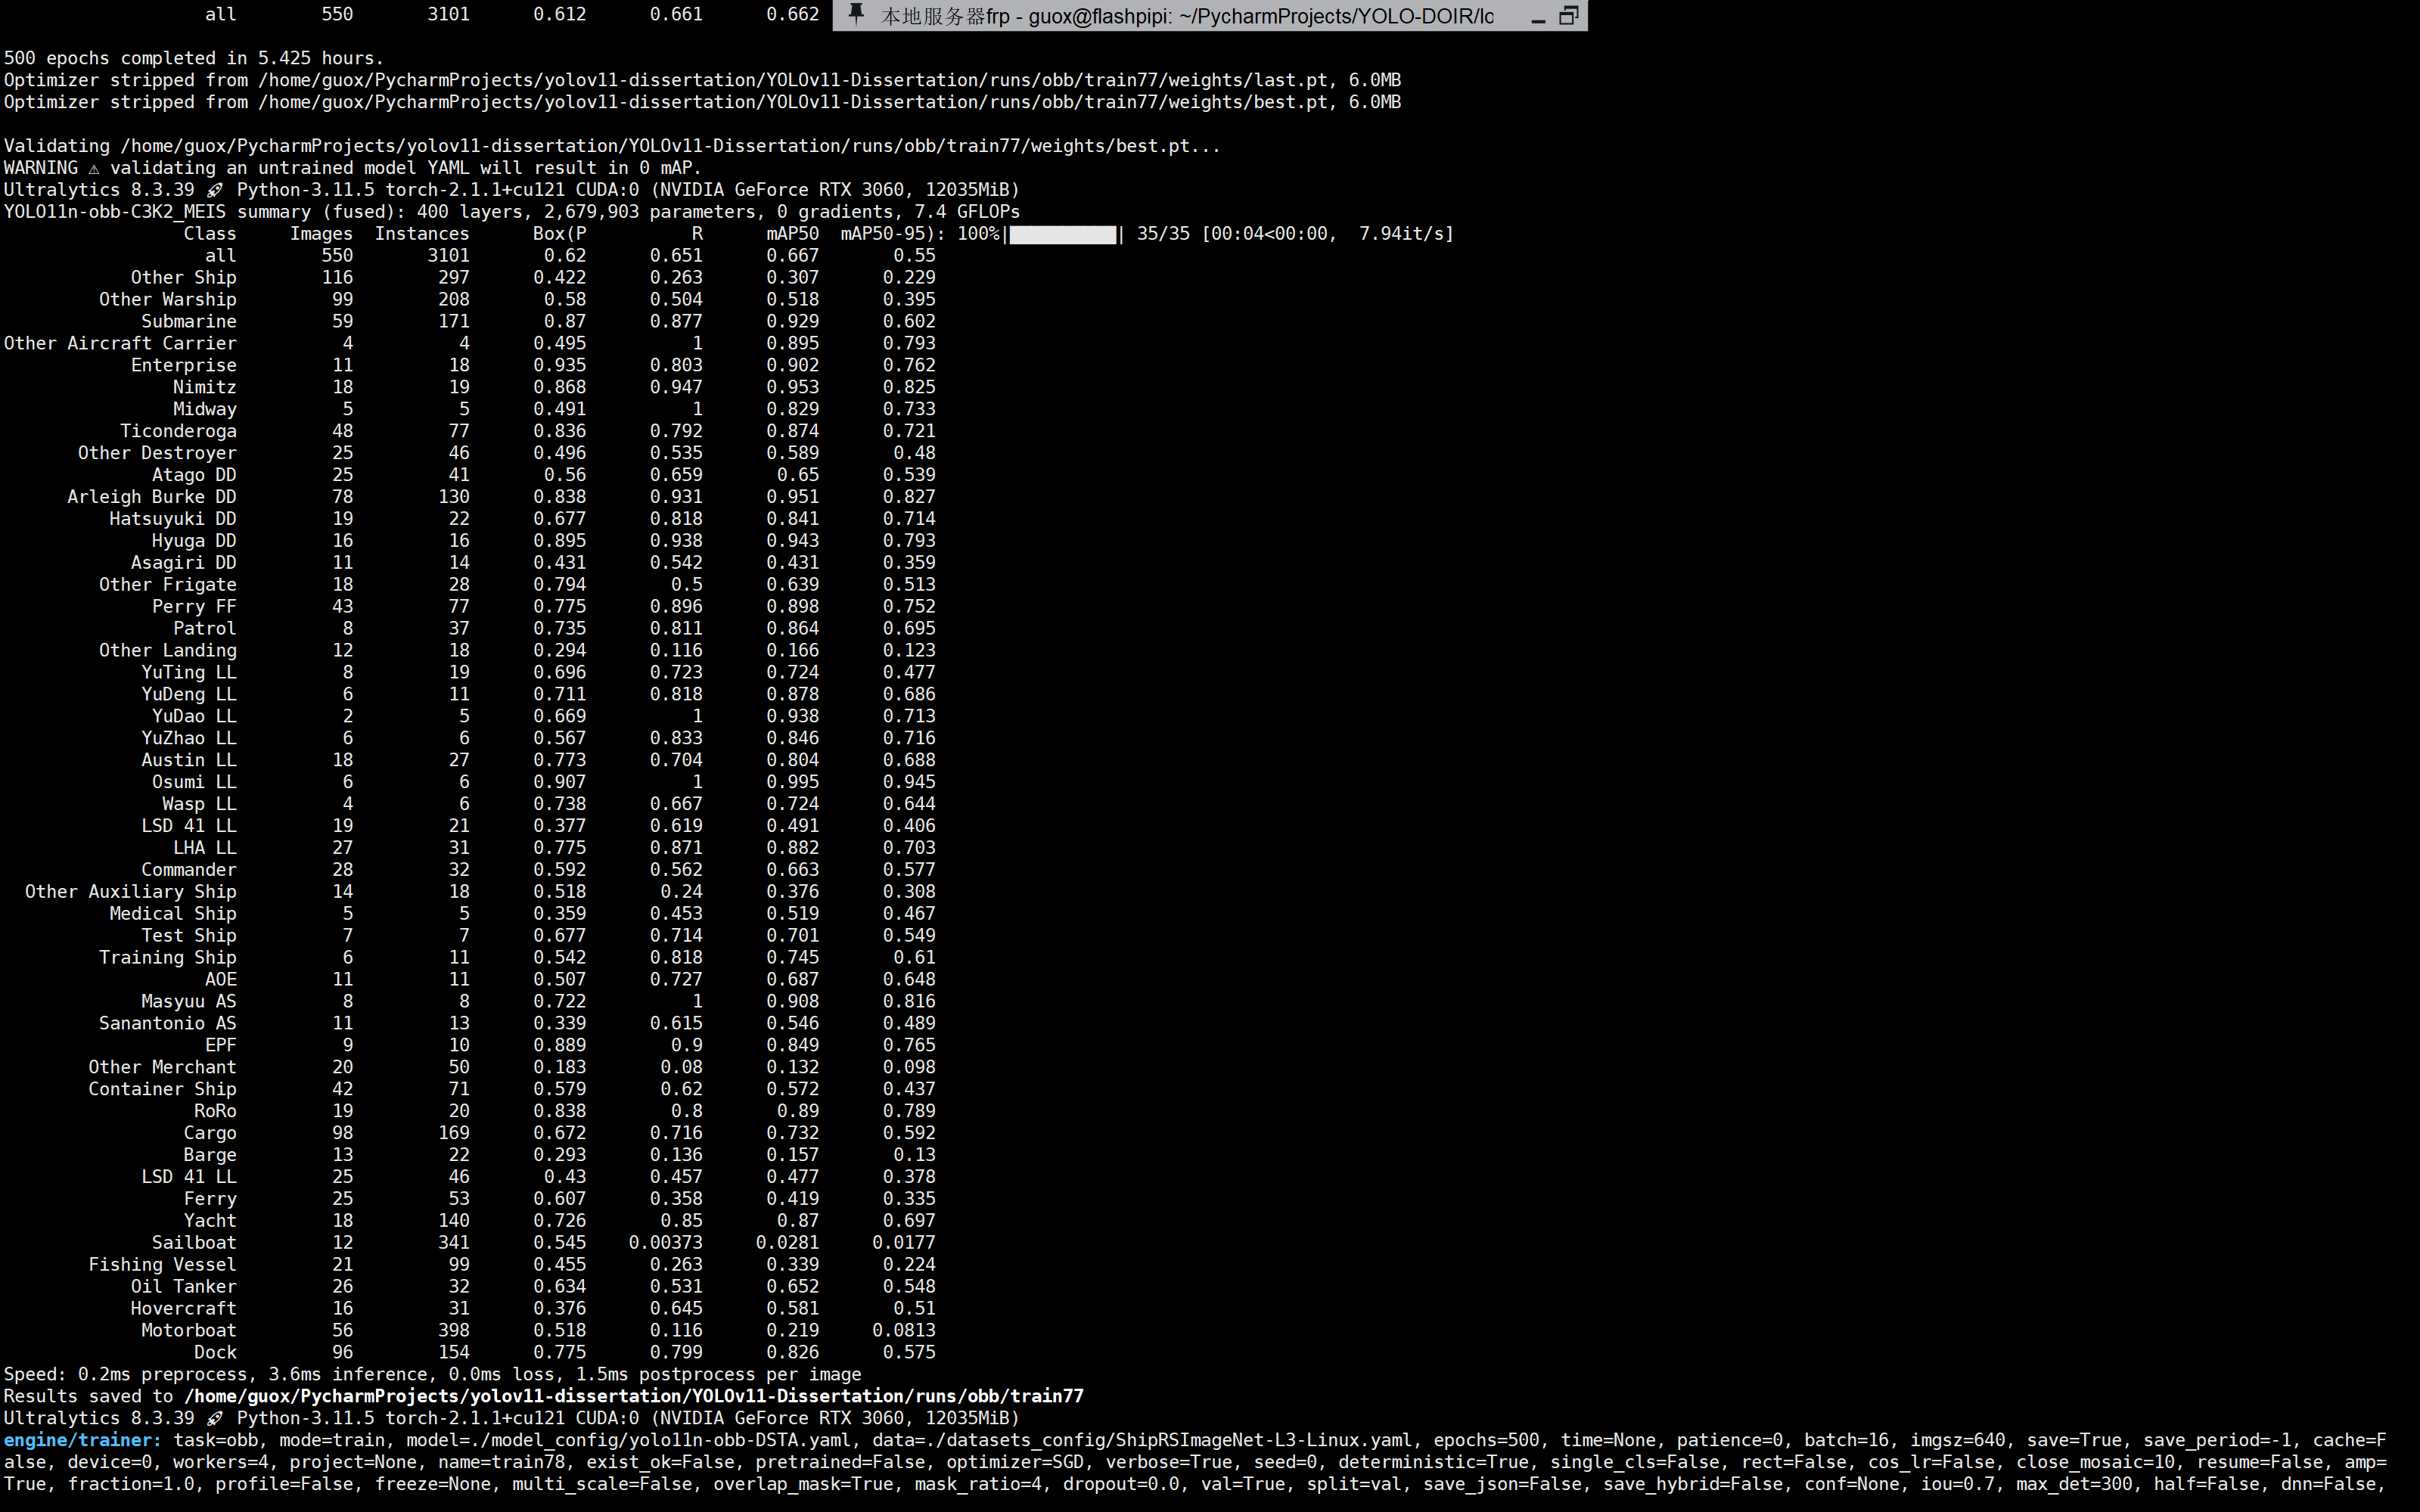 all 550 3101 0.612 0.661 0.662
本地服务器frp - guox@flashpipi: ~/PycharmProjects/YOLO-DOIR/lo
500 epochs completed in 5.425 hours.
Optimizer stripped from /home/guox/PycharmProjects/yolov11-dissertation/YOLOv11-Dissertation/runs/obb/train77/weights/last.pt, 6.0MB
Optimizer stripped from /home/guox/PycharmProjects/yolov11-dissertation/YOLOv11-Dissertation/runs/obb/train77/weights/best.pt, 6.0MB
Validating /home/guox/PycharmProjects/yolov11-dissertation/YOLOv11-Dissertation/runs/obb/train77/weights/best.pt...
WARNING ⚠ validating an untrained model YAML will result in 0 mAP.
Ultralytics 8.3.39 🚀 Python-3.11.5 torch-2.1.1+cu121 CUDA:0 (NVIDIA GeForce RTX 3060, 12035MiB)
YOLO11n-obb-C3K2_MEIS summary (fused): 400 layers, 2,679,903 parameters, 0 gradients, 7.4 GFLOPs
Class Images Instances Box(P R mAP50 mAP50-95): 100%|██████████| 35/35 [00:04<00:00, 7.94it/s]
all 550 3101 0.62 0.651 0.667 0.55
Other Ship 116 297 0.422 0.263 0.307 0.229
Other Warship 99 208 0.58 0.504 0.518 0.395
Submarine 59 171 0.87 0.877 0.929 0.602
Other Aircraft Carrier 4 4 0.495 1 0.895 0.793
Enterprise 11 18 0.935 0.803 0.902 0.762
Nimitz 18 19 0.868 0.947 0.953 0.825
Midway 5 5 0.491 1 0.829 0.733
Ticonderoga 48 77 0.836 0.792 0.874 0.721
Other Destroyer 25 46 0.496 0.535 0.589 0.48
Atago DD 25 41 0.56 0.659 0.65 0.539
Arleigh Burke DD 78 130 0.838 0.931 0.951 0.827
Hatsuyuki DD 19 22 0.677 0.818 0.841 0.714
Hyuga DD 16 16 0.895 0.938 0.943 0.793
Asagiri DD 11 14 0.431 0.542 0.431 0.359
Other Frigate 18 28 0.794 0.5 0.639 0.513
Perry FF 43 77 0.775 0.896 0.898 0.752
Patrol 8 37 0.735 0.811 0.864 0.695
Other Landing 12 18 0.294 0.116 0.166 0.123
YuTing LL 8 19 0.696 0.723 0.724 0.477
YuDeng LL 6 11 0.711 0.818 0.878 0.686
YuDao LL 2 5 0.669 1 0.938 0.713
YuZhao LL 6 6 0.567 0.833 0.846 0.716
Austin LL 18 27 0.773 0.704 0.804 0.688
Osumi LL 6 6 0.907 1 0.995 0.945
Wasp LL 4 6 0.738 0.667 0.724 0.644
LSD 41 LL 19 21 0.377 0.619 0.491 0.406
LHA LL 27 31 0.775 0.871 0.882 0.703
Commander 28 32 0.592 0.562 0.663 0.577
Other Auxiliary Ship 14 18 0.518 0.24 0.376 0.308
Medical Ship 5 5 0.359 0.453 0.519 0.467
Test Ship 7 7 0.677 0.714 0.701 0.549
Training Ship 6 11 0.542 0.818 0.745 0.61
AOE 11 11 0.507 0.727 0.687 0.648
Masyuu AS 8 8 0.722 1 0.908 0.816
Sanantonio AS 11 13 0.339 0.615 0.546 0.489
EPF 9 10 0.889 0.9 0.849 0.765
Other Merchant 20 50 0.183 0.08 0.132 0.098
Container Ship 42 71 0.579 0.62 0.572 0.437
RoRo 19 20 0.838 0.8 0.89 0.789
Cargo 98 169 0.672 0.716 0.732 0.592
Barge 13 22 0.293 0.136 0.157 0.13
LSD 41 LL 25 46 0.43 0.457 0.477 0.378
Ferry 25 53 0.607 0.358 0.419 0.335
Yacht 18 140 0.726 0.85 0.87 0.697
Sailboat 12 341 0.545 0.00373 0.0281 0.0177
Fishing Vessel 21 99 0.455 0.263 0.339 0.224
Oil Tanker 26 32 0.634 0.531 0.652 0.548
Hovercraft 16 31 0.376 0.645 0.581 0.51
Motorboat 56 398 0.518 0.116 0.219 0.0813
Dock 96 154 0.775 0.799 0.826 0.575
Speed: 0.2ms preprocess, 3.6ms inference, 0.0ms loss, 1.5ms postprocess per image
Results saved to /home/guox/PycharmProjects/yolov11-dissertation/YOLOv11-Dissertation/runs/obb/train77
Ultralytics 8.3.39 🚀 Python-3.11.5 torch-2.1.1+cu121 CUDA:0 (NVIDIA GeForce RTX 3060, 12035MiB)
engine/trainer: task=obb, mode=train, model=./model_config/yolo11n-obb-DSTA.yaml, data=./datasets_config/ShipRSImageNet-L3-Linux.yaml, epochs=500, time=None, patience=0, batch=16, imgsz=640, save=True, save_period=-1, cache=F
alse, device=0, workers=4, project=None, name=train78, exist_ok=False, pretrained=False, optimizer=SGD, verbose=True, seed=0, deterministic=True, single_cls=False, rect=False, cos_lr=False, close_mosaic=10, resume=False, amp=
True, fraction=1.0, profile=False, freeze=None, multi_scale=False, overlap_mask=True, mask_ratio=4, dropout=0.0, val=True, split=val, save_json=False, save_hybrid=False, conf=None, iou=0.7, max_det=300, half=False, dnn=False,